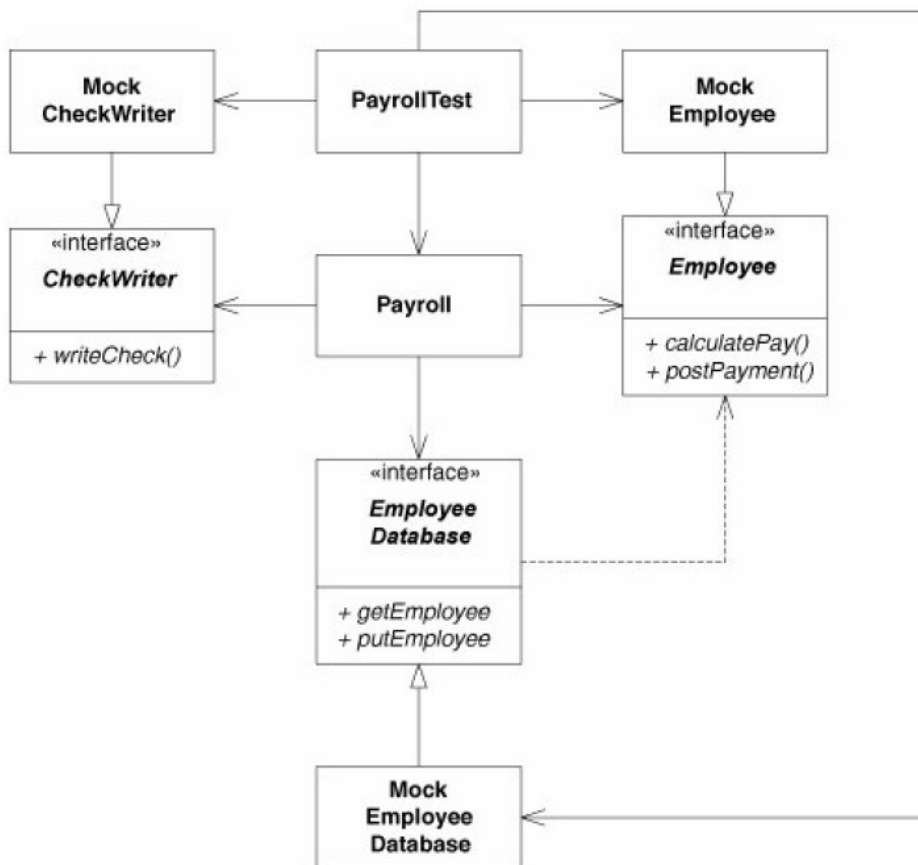 Mock
CheckWriter
PayrollTest
Mock
Employee
«interface»
CheckWriter
+ writeCheck()
Payroll
«interface»
Employee
+ calculatePay()
+ postPayment()
«interface»
Employee
Database
+ getEmployee
+ putEmployee
Mock
Employee
Database